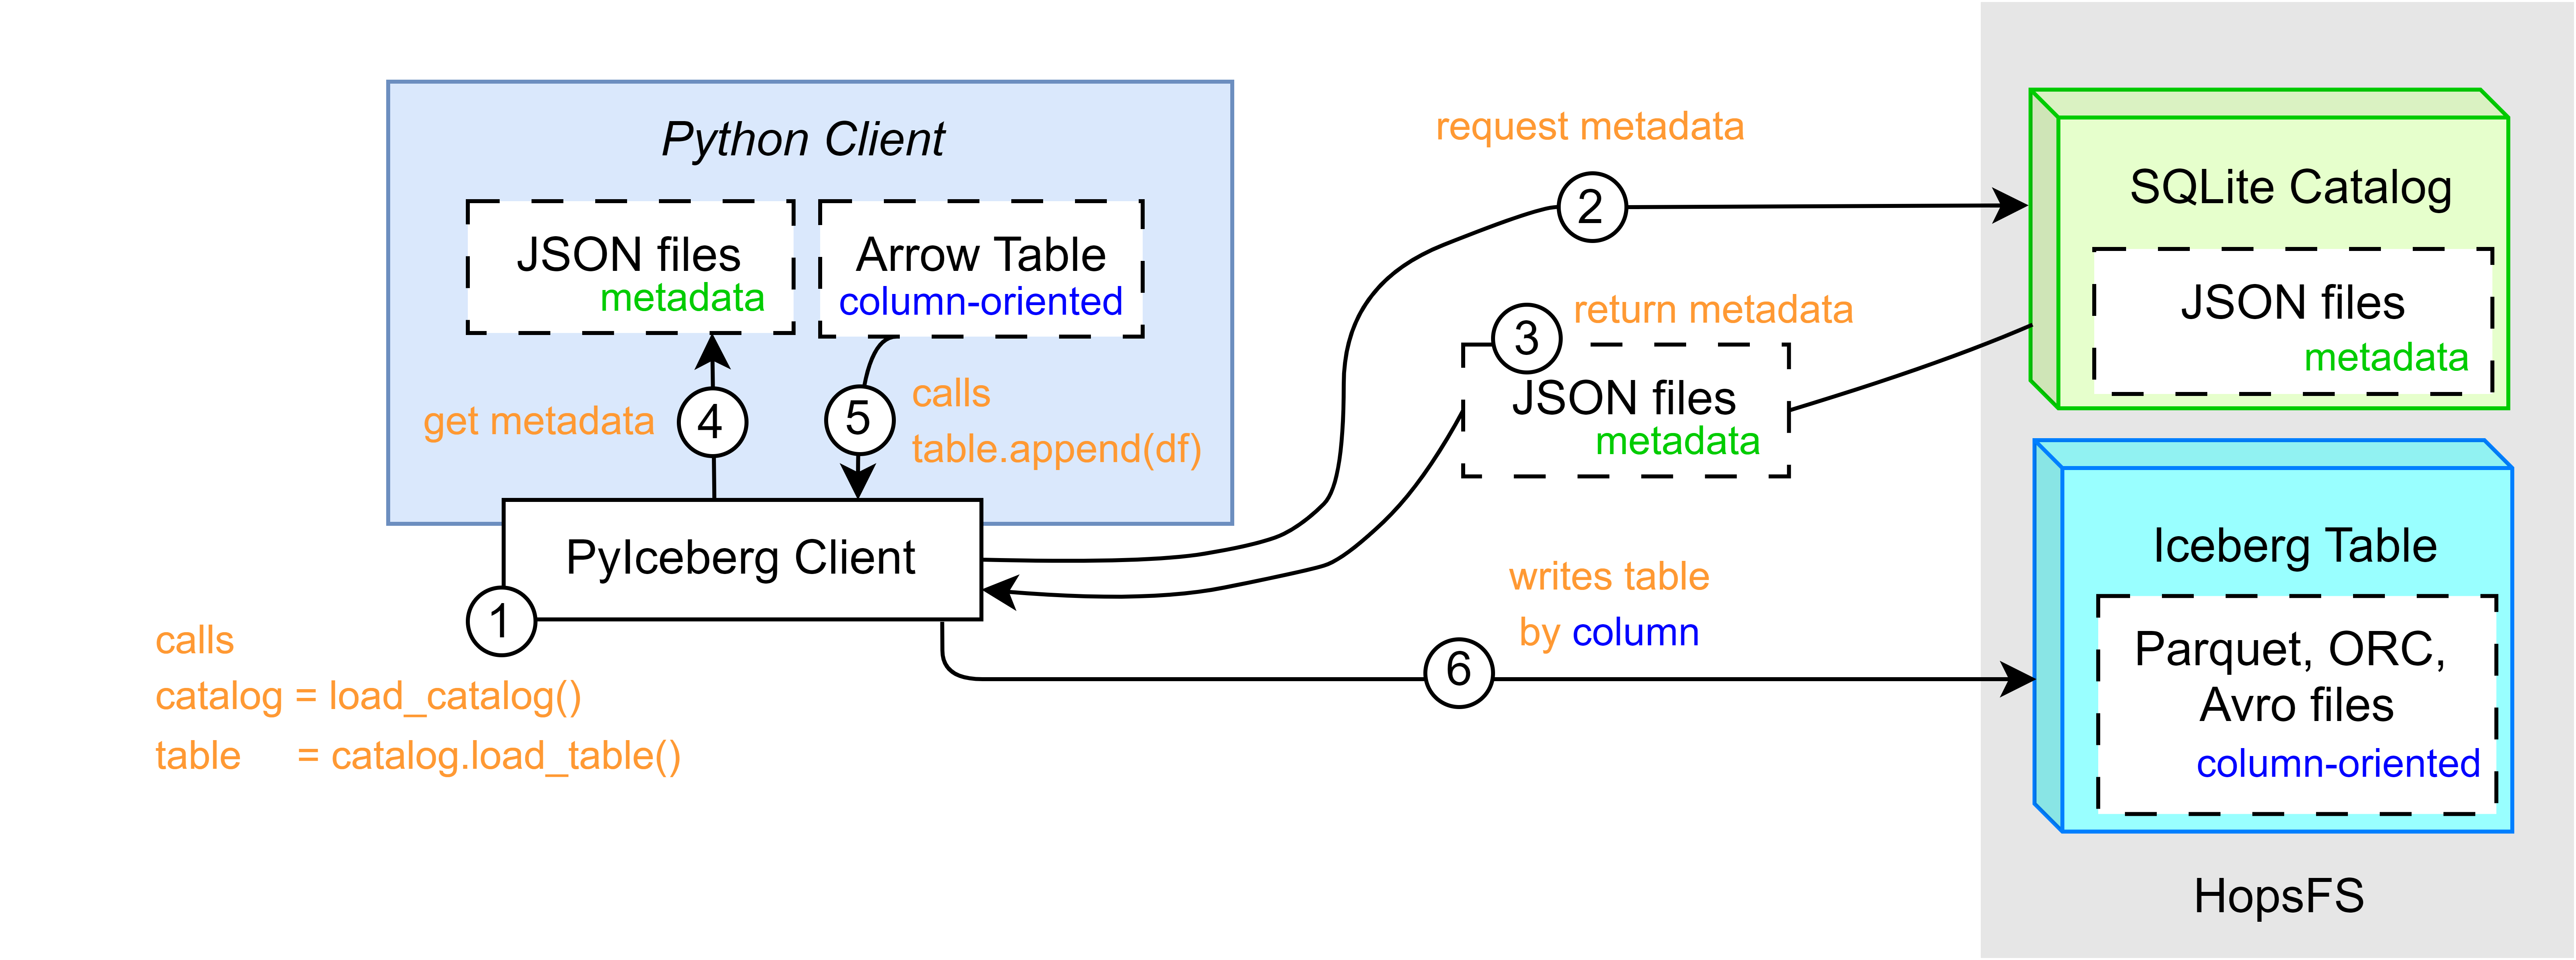 Python Client
JSON files
metadata
Arrow Table
column-oriented
get metadata
4
5
calls
table.append(df)
PyIceberg Client
1
calls
catalog = load_catalog()
table = catalog.load_table()
request metadata
2
3
return metadata
JSON files
metadata
writes table
by column
6
SQLite Catalog
JSON files
metadata
Iceberg Table
Parquet, ORC,
Avro files
column-oriented
HopsFS